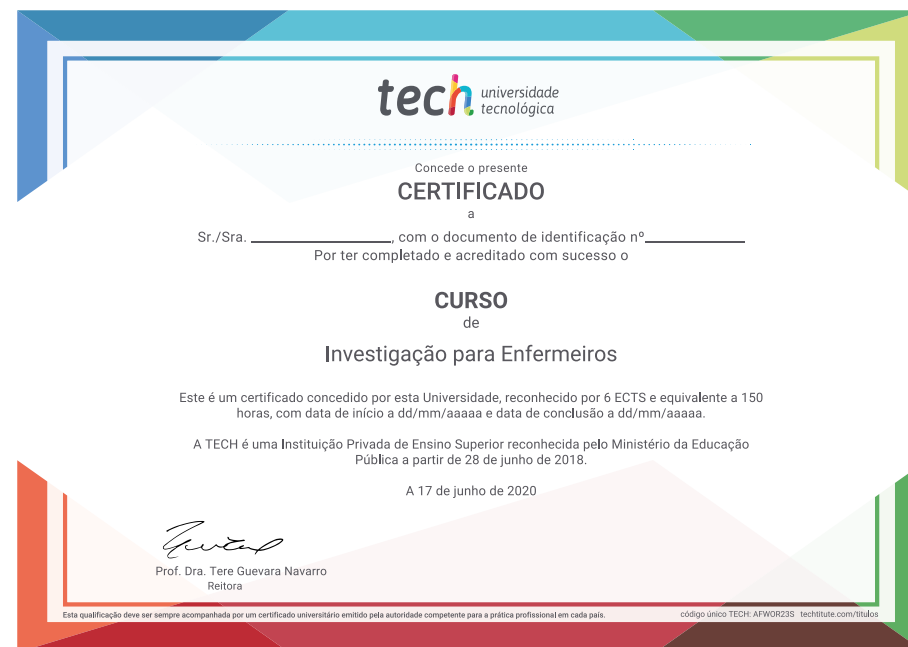 tech universidade
tecnológica
Concede o presente
CERTIFICADO
a
Sr./Sra. ____________________, com o documento de identificação nº______________
Por ter completado e acreditado com sucesso o
CURSO
de
Investigação para Enfermeiros
Este é um certificado concedido por esta Universidade, reconhecido por 6 ECTS e equivalente a 150
horas, com data de início a dd/mm/aaaaa e data de conclusão a dd/mm/aaaaa.
A TECH é uma Instituição Privada de Ensino Superior reconhecida pelo Ministério da Educação
Pública a partir de 28 de junho de 2018.
A 17 de junho de 2020
Prof. Dra. Tere Guevara Navarro
Reitora
Esta qualificação deve ser sempre acompanhada por um certificado universitário emitido pela autoridade competente para a prática profissional em cada país.
código único TECH: AFWOR23S techtitute.com/titulos